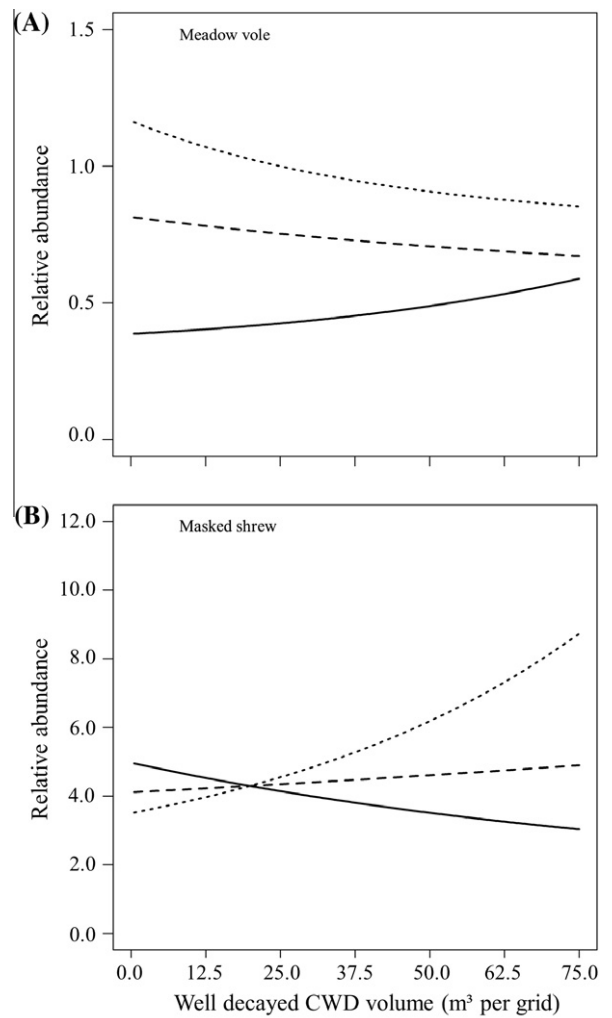 (A)
Meadow vole
1.5
1.0
0.5
0.0
Relative abundance
(B)
Masked shrew
12.0
10.0
8.0
6.0
4.0
2.0
0.0
Relative abundance
0.0 12.5 25.0 37.5 50.0 62.5 75.0
Well decayed CWD volume (m³ per grid)